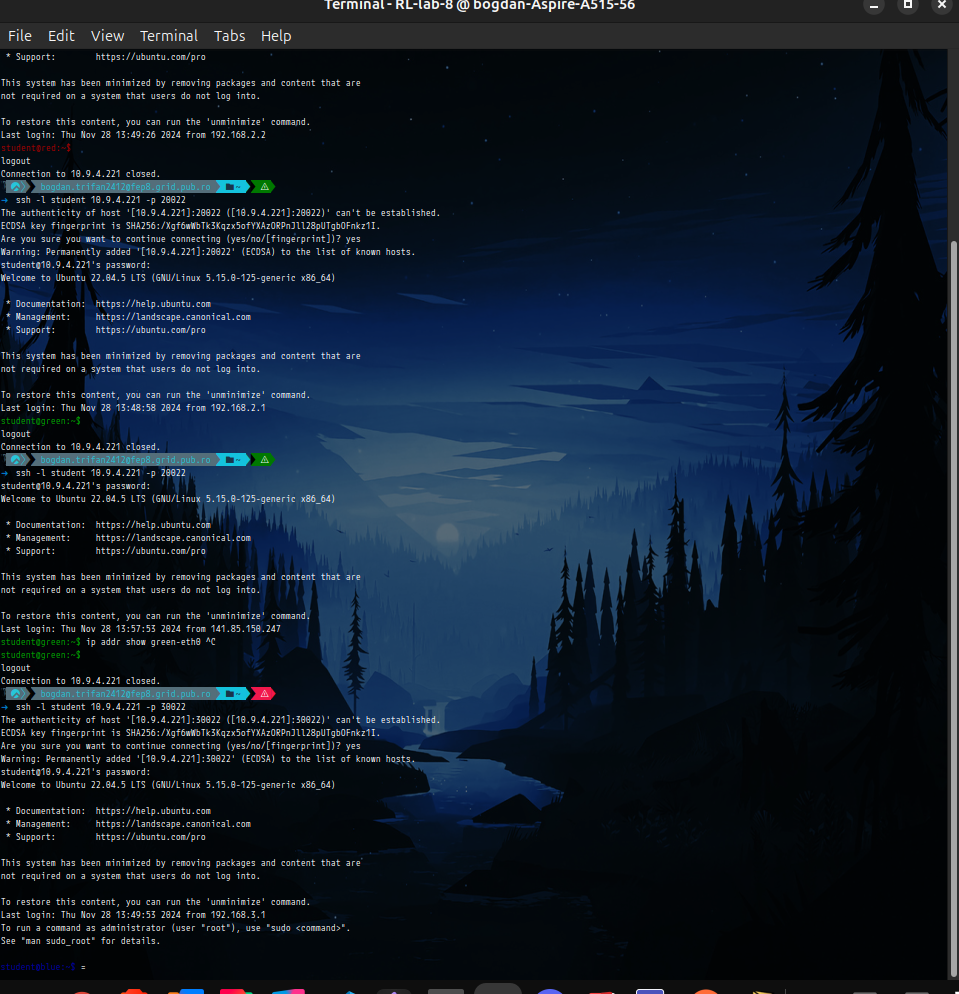 Terminal - RL-lab-8 @ bogdan-Aspire-A515-56
File Edit View Terminal Tabs Help
* Support: https://ubuntu.com/pro
This system has been minimized by removing packages and content that are
not required on a system that users do not log into.
To restore this content, you can run the 'unminimize' command.
Last login: Thu Nov 28 13:49:26 2024 from 192.168.2.2
student@red:~$
logout
Connection to 10.9.4.221 closed.
bogdan.trifan2412@fep8.grid.pub.ro ~
→ ssh -l student 10.9.4.221 -p 20022
The authenticity of host '[10.9.4.221]:20022 ([10.9.4.221]:20022)' can't be established.
ECDSA key fingerprint is SHA256:/Xgf6wWbTk3Kqzx5ofYXAzORPnJll28pUTgbOFnkz1I.
Are you sure you want to continue connecting (yes/no/[fingerprint])? yes
Warning: Permanently added '[10.9.4.221]:20022' (ECDSA) to the list of known hosts.
student@10.9.4.221's password:
Welcome to Ubuntu 22.04.5 LTS (GNU/Linux 5.15.0-125-generic x86_64)
* Documentation: https://help.ubuntu.com
* Management: https://landscape.canonical.com
* Support: https://ubuntu.com/pro
This system has been minimized by removing packages and content that are
not required on a system that users do not log into.
To restore this content, you can run the 'unminimize' command.
Last login: Thu Nov 28 13:48:58 2024 from 192.168.2.1
student@green:~$
logout
Connection to 10.9.4.221 closed.
bogdan.trifan2412@fep8.grid.pub.ro ~
→ ssh -l student 10.9.4.221 -p 20022
student@10.9.4.221's password:
Welcome to Ubuntu 22.04.5 LTS (GNU/Linux 5.15.0-125-generic x86_64)
* Documentation: https://help.ubuntu.com
* Management: https://landscape.canonical.com
* Support: https://ubuntu.com/pro
This system has been minimized by removing packages and content that are
not required on a system that users do not log into.
To restore this content, you can run the 'unminimize' command.
Last login: Thu Nov 28 13:57:53 2024 from 141.85.150.247
student@green:~$ ip addr show green-eth0 ^C
student@green:~$
logout
Connection to 10.9.4.221 closed.
bogdan.trifan2412@fep8.grid.pub.ro ~
→ ssh -l student 10.9.4.221 -p 30022
The authenticity of host '[10.9.4.221]:30022 ([10.9.4.221]:30022)' can't be established.
ECDSA key fingerprint is SHA256:/Xgf6wWbTk3Kqzx5ofYXAzORPnJll28pUTgbOFnkz1I.
Are you sure you want to continue connecting (yes/no/[fingerprint])? yes
Warning: Permanently added '[10.9.4.221]:30022' (ECDSA) to the list of known hosts.
student@10.9.4.221's password:
Welcome to Ubuntu 22.04.5 LTS (GNU/Linux 5.15.0-125-generic x86_64)
* Documentation: https://help.ubuntu.com
* Management: https://landscape.canonical.com
* Support: https://ubuntu.com/pro
This system has been minimized by removing packages and content that are
not required on a system that users do not log into.
To restore this content, you can run the 'unminimize' command.
Last login: Thu Nov 28 13:49:53 2024 from 192.168.3.1
To run a command as administrator (user "root"), use "sudo <command>".
See "man sudo_root" for details.
student@blue:~$ =